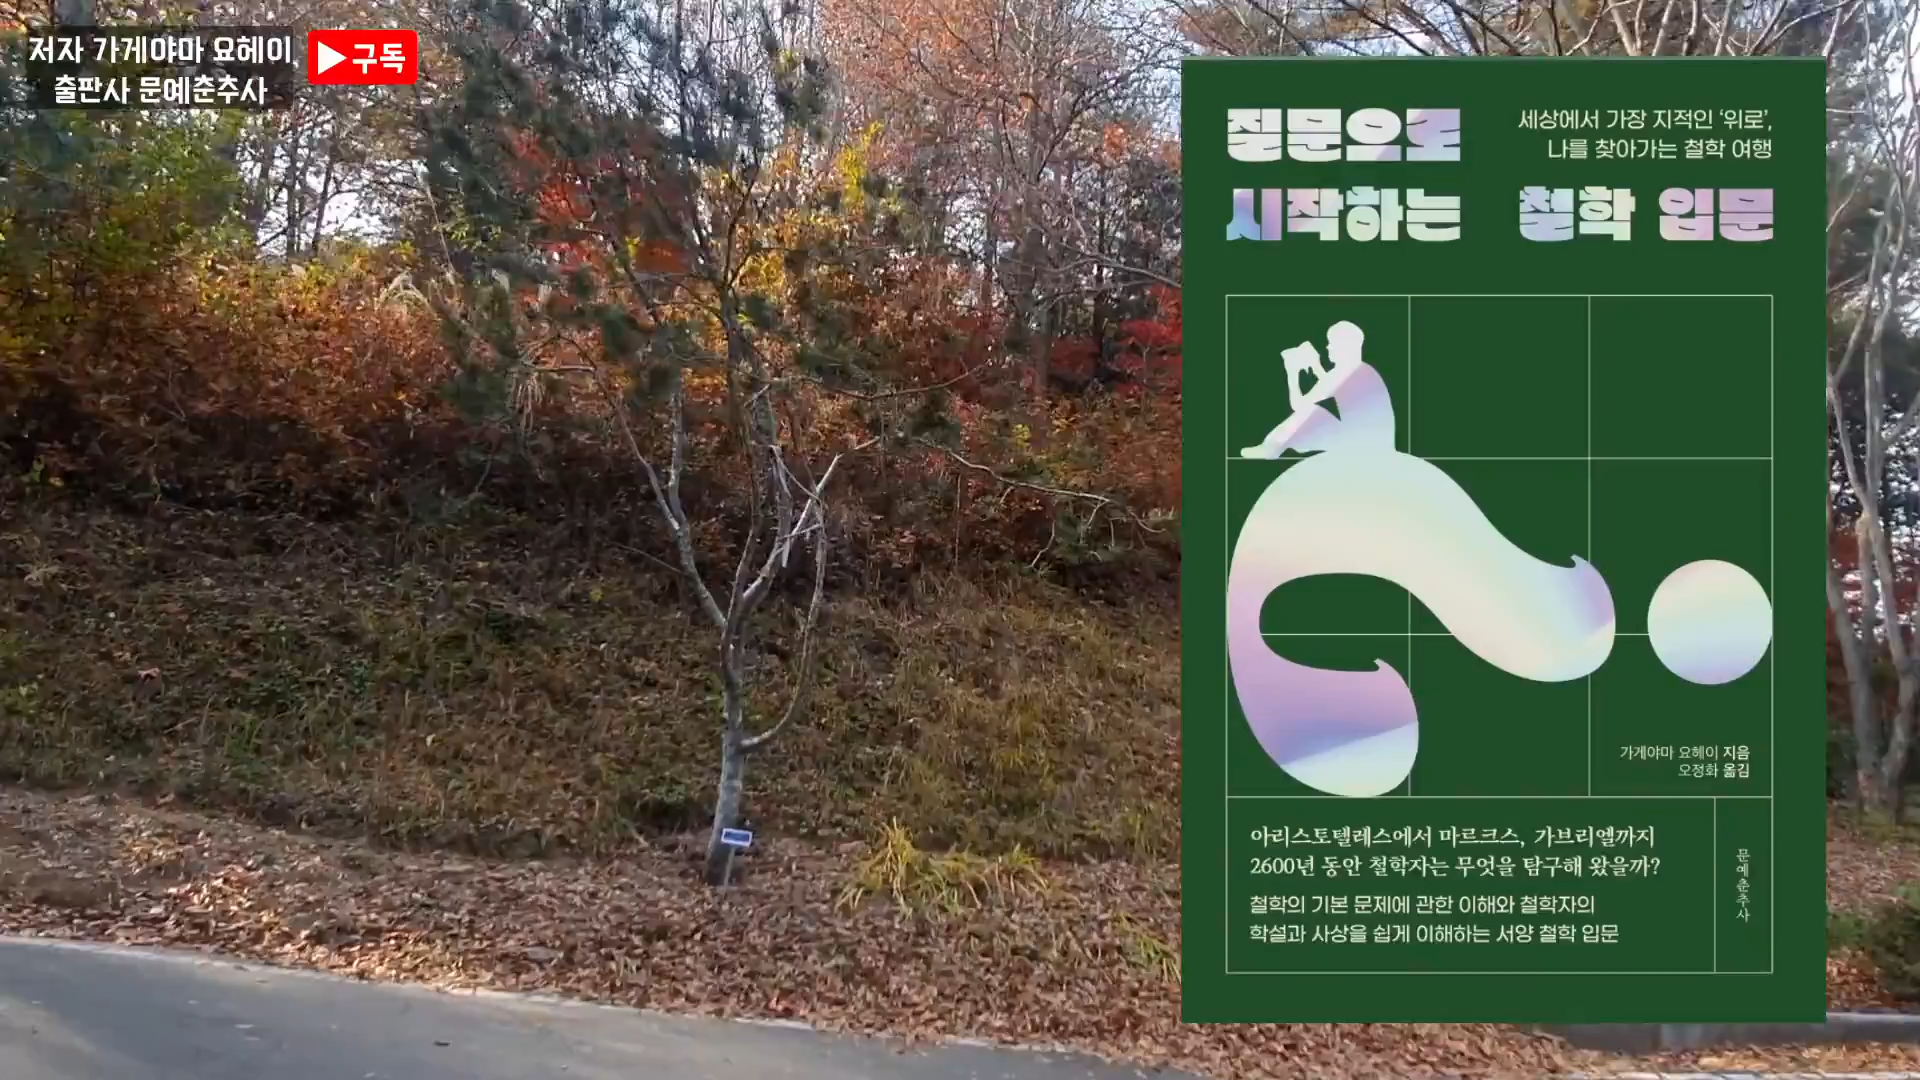 저자 가게야마 요헤이,
출판사 문예춘추사
구독
질문으로
시작하는 철학 입문
세상에서 가장 지적인 ‘위로’,
나를 찾아가는 철학 여행
가게야마 요헤이 지음
오정화 옮김
아리스토텔레스에서 마르크스, 가브리엘까지
2600년 동안 철학자는 무엇을 탐구해 왔을까?
철학의 기본 문제에 관한 이해와 철학자의
학설과 사상을 쉽게 이해하는 서양 철학 입문
문예춘추사